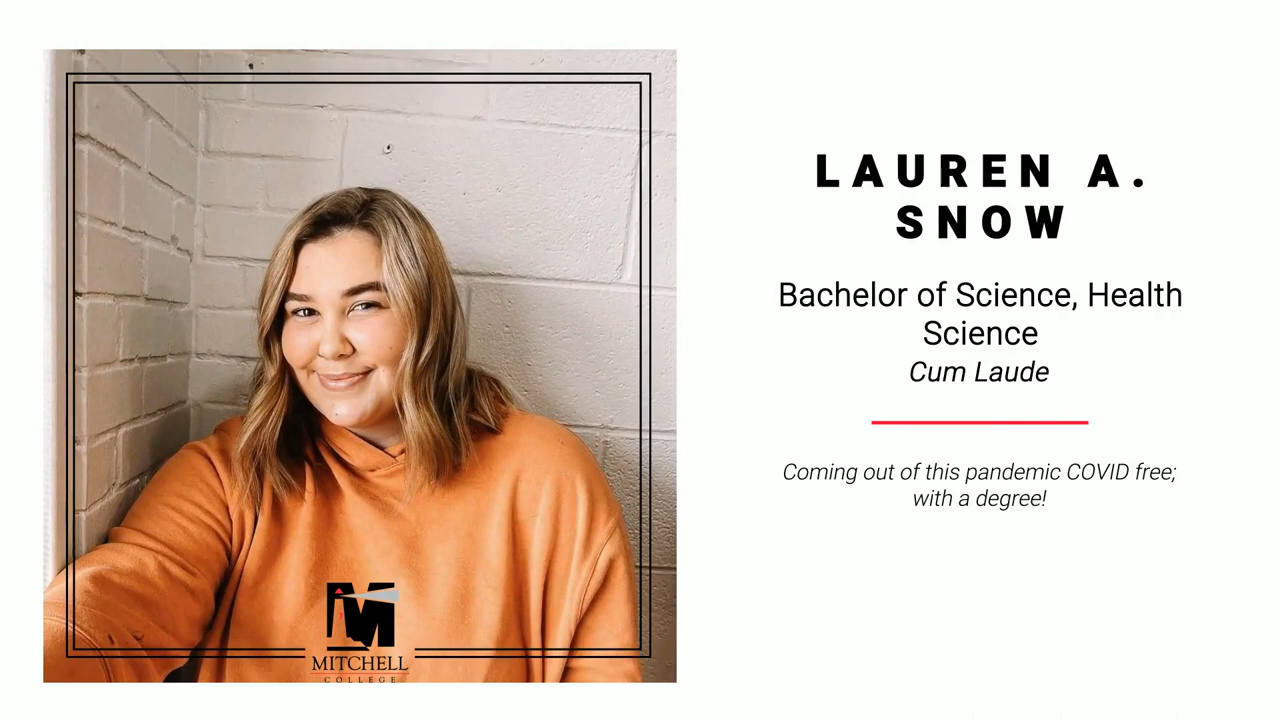 LAUREN A.
SNOW
Bachelor of Science, Health
Science
Cum Laude
Coming out of this pandemic COVID free;
with a degree!
M
MITCHELL
COLLEGE